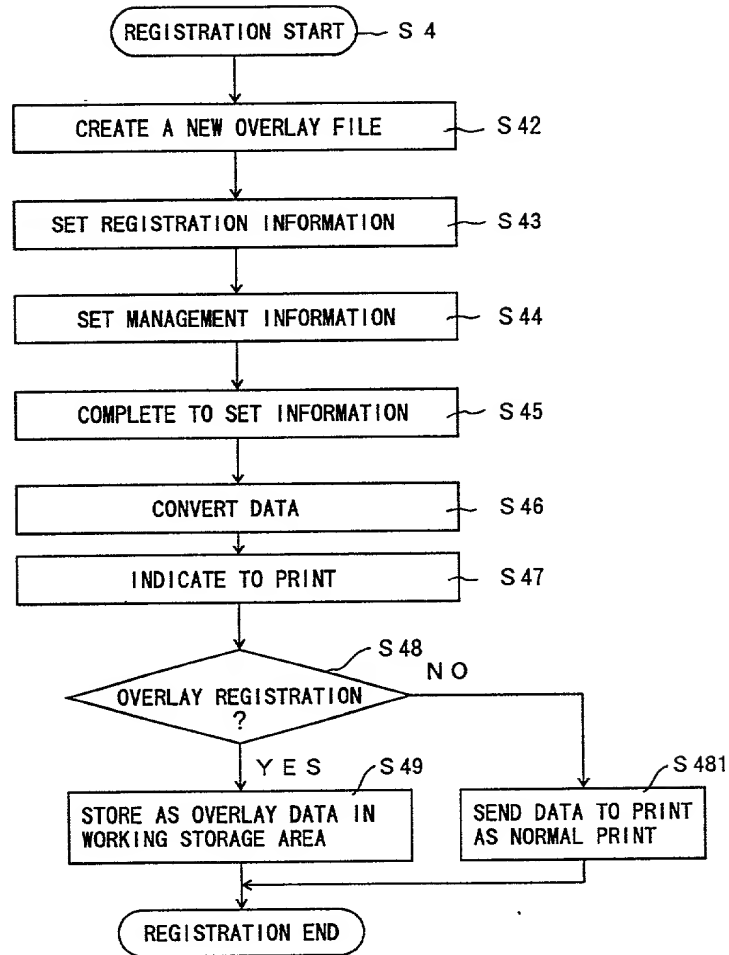 REGISTRATION START
S 4
CREATE A NEW OVERLAY FILE
S 42
SET REGISTRATION INFORMATION
S 43
SET MANAGEMENT INFORMATION
S 44
COMPLETE TO SET INFORMATION
S 45
CONVERT DATA
S 46
INDICATE TO PRINT
S 47
S 48
NO
OVERLAY REGISTRATION
?
YES
S 49
S 481
STORE AS OVERLAY DATA IN
WORKING STORAGE AREA
SEND DATA TO PRINT
AS NORMAL PRINT
REGISTRATION END